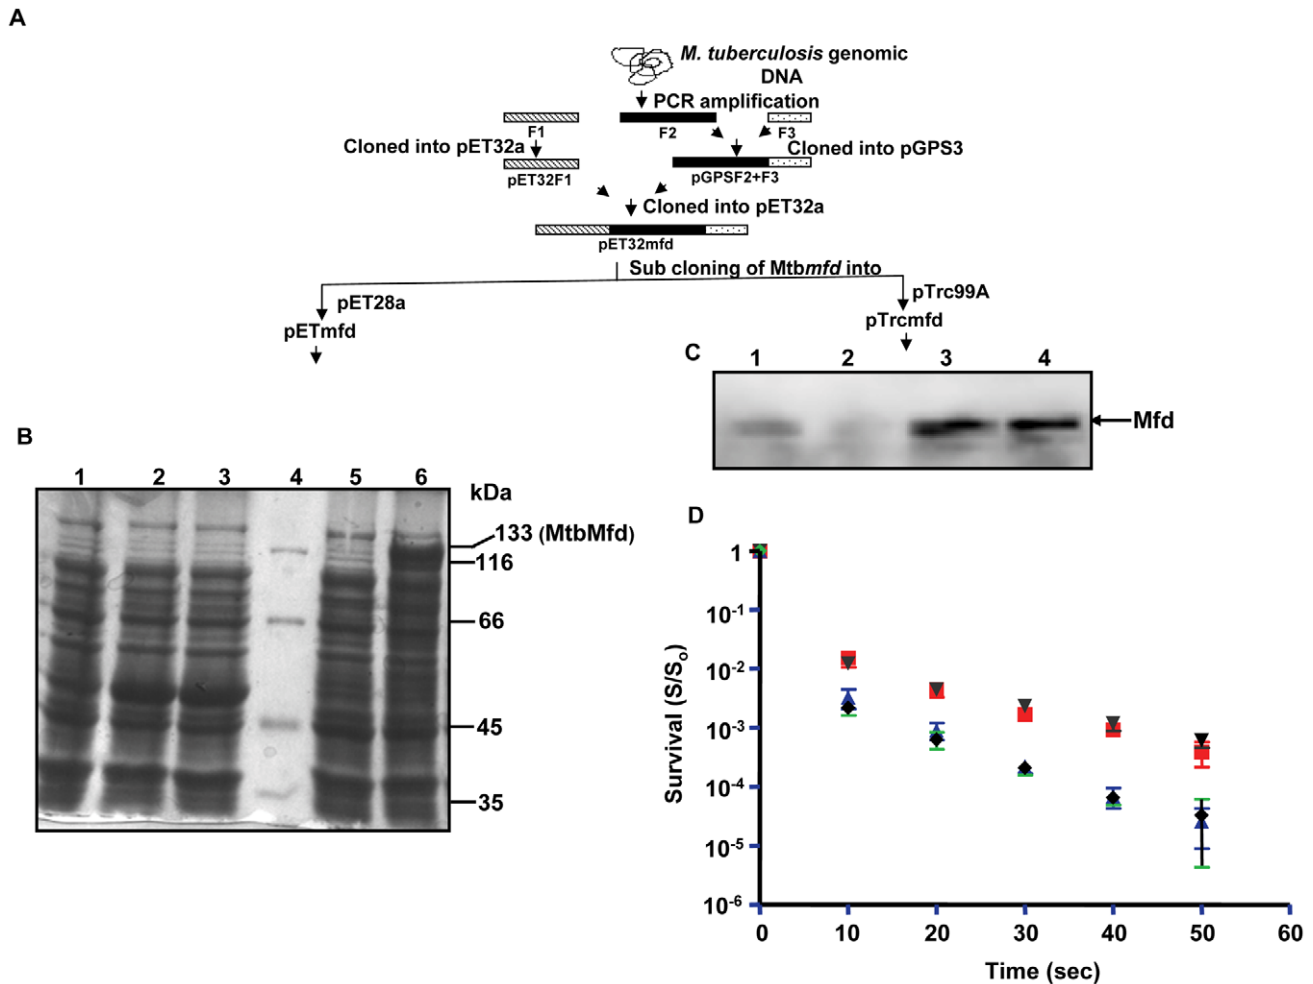 A
M. tuberculosis genomic
DNA
PCR amplification
F1
F2
F3
Cloned into pET32a
Cloned into pGPS3
pET32F1
pGPSF2+F3
Cloned into pET32a
pET32mfd
Sub cloning of Mtbmfd into
pET28a
pTrc99A
pETmfd
pTrcmfd
C
1 2 3 4
Mfd
B
1 2 3 4 5 6
kDa
133 (MtbMfd)
116
66
45
35
D
1
10-1
10-2
10-3
10-4
10-5
10-6
Survival (S/So)
0 10 20 30 40 50 60
Time (sec)